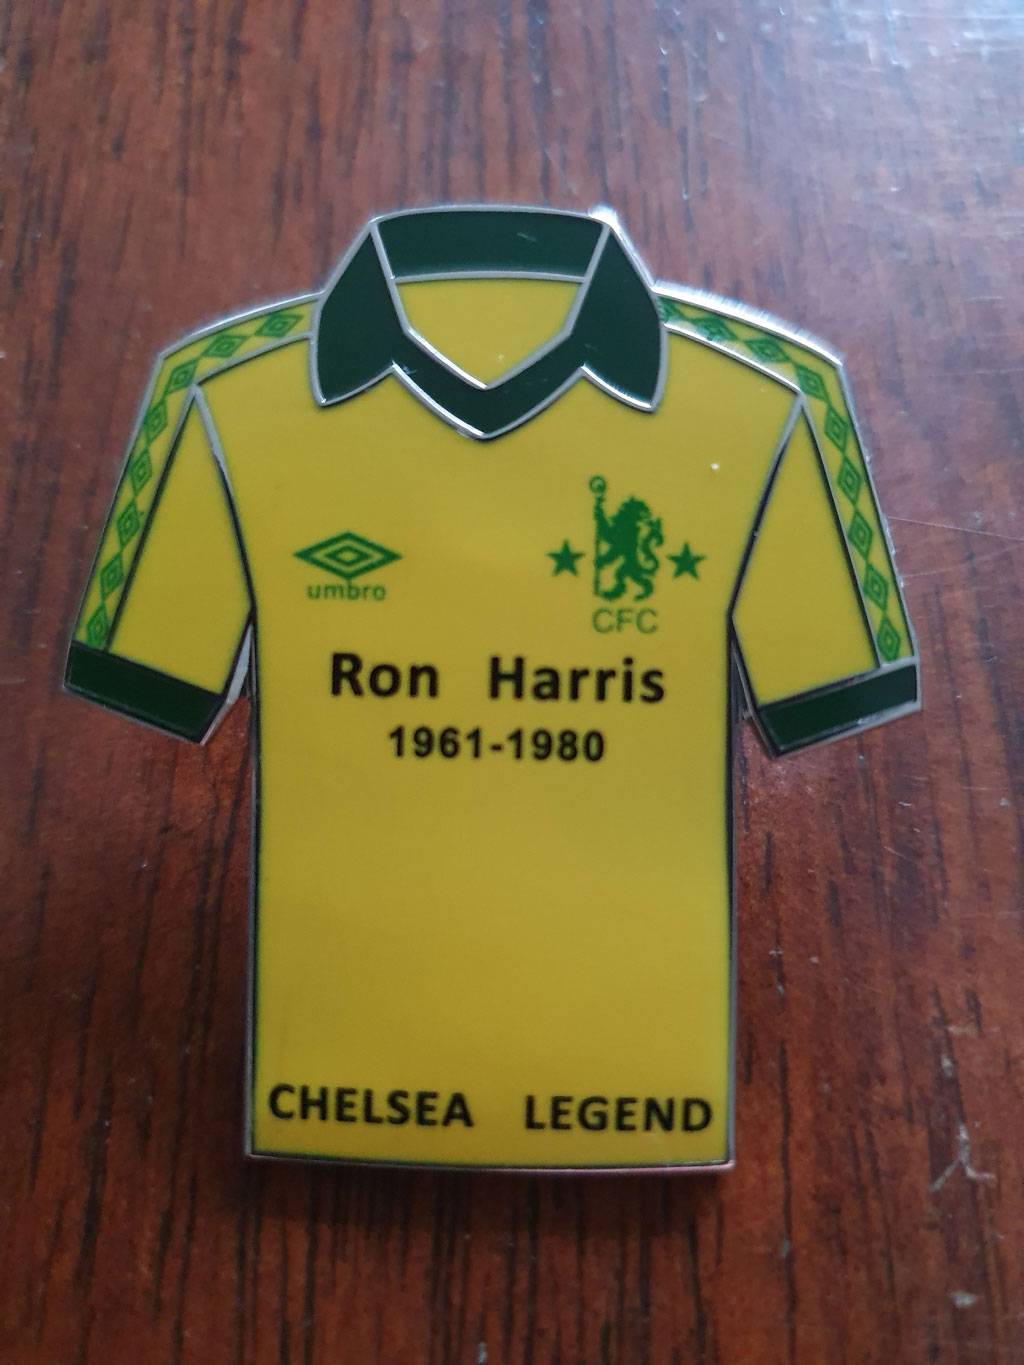 umbro
CFC
Ron Harris
1961-1980
CHELSEA LEGEND